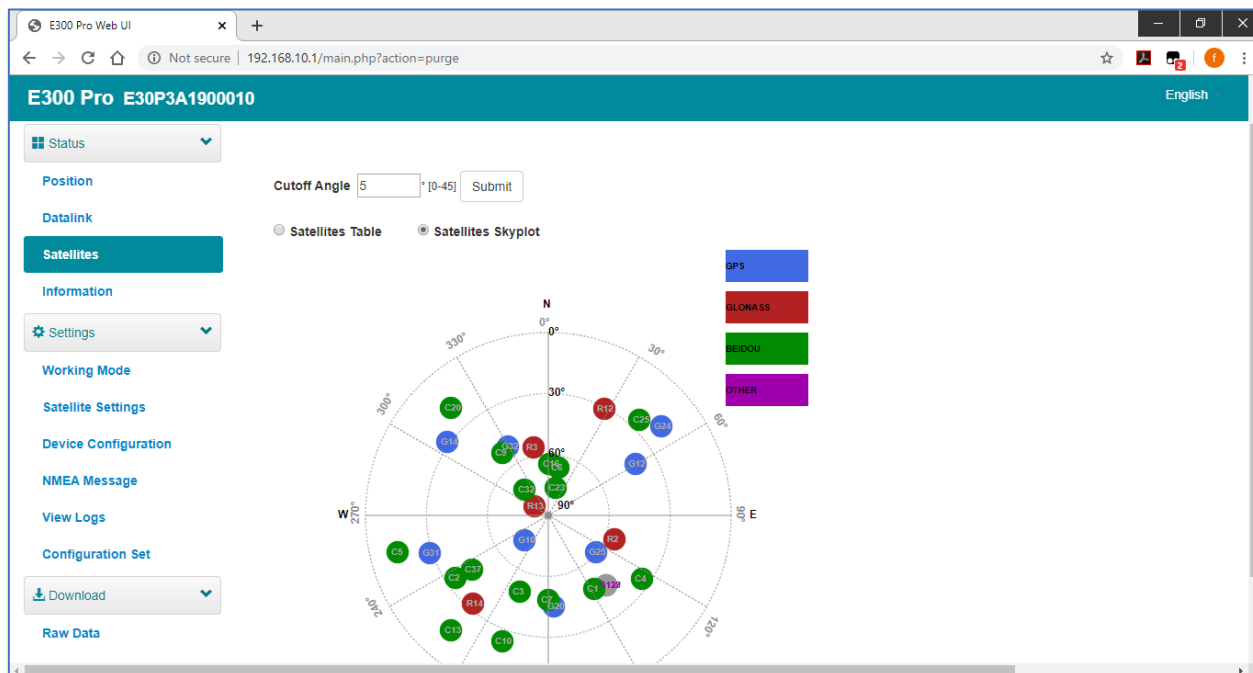 E300 Pro Web UI
Not secure | 192.168.10.1/main.php?action=purge
2
f
E300 Pro E30P3A1900010
English
Status
Position
Datalink
Satellites
Information
Settings
Working Mode
Satellite Settings
Device Configuration
NMEA Message
View Logs
Configuration Set
Download
Raw Data
Cutoff Angle 5 ° [0-45] Submit
Satellites Table Satellites Skyplot
GPS
GLONASS
BEIDOU
OTHER
N
0°
0°
330° 30°
30°
300° 60°
C20 R12 C25 G24
G14 G32 R3
C9 60°
C6 G12
C32 C23
R13 90°
W 270° 90° E
R2
C5 G31 G10 G25
C2 C37 C4
C3 C7 C1
R14 G20
240° 120°
C13 C10